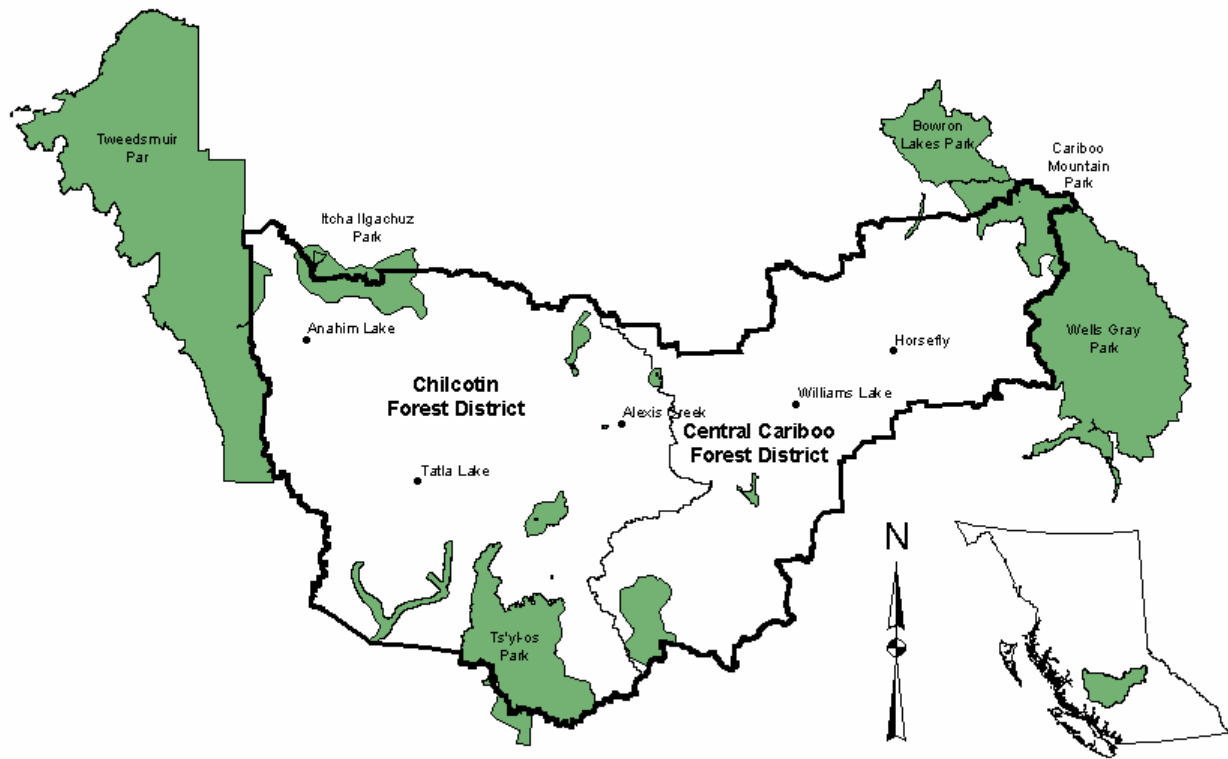 Tweedsmuir
Par
Bowron
Lakes Park
Cariboo
Mountain
Park
Itcha Ilgachuz
Park
Anahim Lake
Horsefly
Wells Gray
Park
Chilcotin
Forest District
Williams Lake
Alexis Creek
Central Cariboo
Forest District
Tatla Lake
N
Ts'yl-os
Park